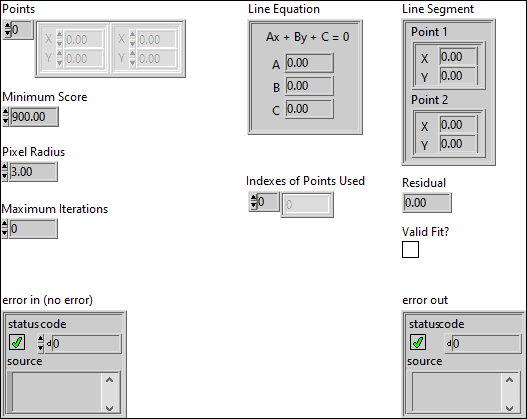 Points
0
X 0.00 X 0.00
Y 0.00 Y 0.00
Minimum Score
900.00
Pixel Radius
3.00
Maximum Iterations
0
error in (no error)
status code
d 0
source
Line Equation
Ax + By + C = 0
A 0.00
B 0.00
C 0.00
Indexes of Points Used
0 0
Line Segment
Point 1
X 0.00
Y 0.00
Point 2
X 0.00
Y 0.00
Residual
0.00
Valid Fit?
error out
status code
d 0
source